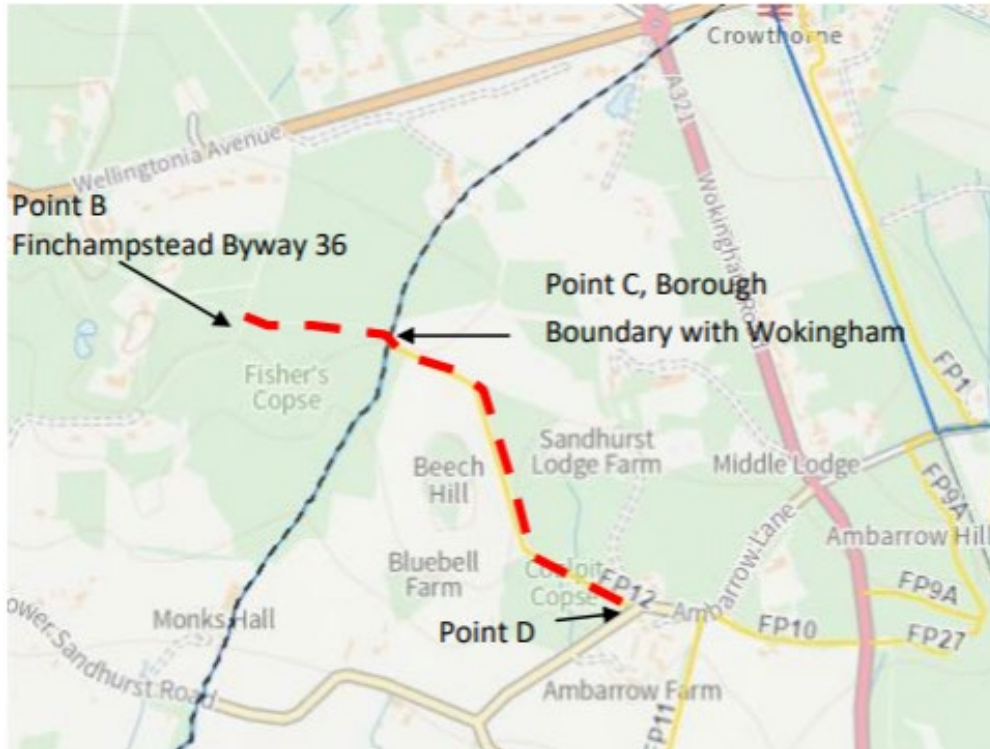 Crowthorne
A321
Wellingtonia Avenue
Wokingham Road
Point B
Finchampstead Byway 36
Point C, Borough
Boundary with Wokingham
Fisher's
Copse
FP1
Sandhurst
Lodge Farm
Middle Lodge
Beech
Hill
FP9A
Ambarrow Hill
Bluebell
Farm
Copse
FP12
Ambarrow Lane
FP9A
Monks Hall
Point D
FP10
FP27
ower Sandhurst Road
Ambarrow Farm
FP11